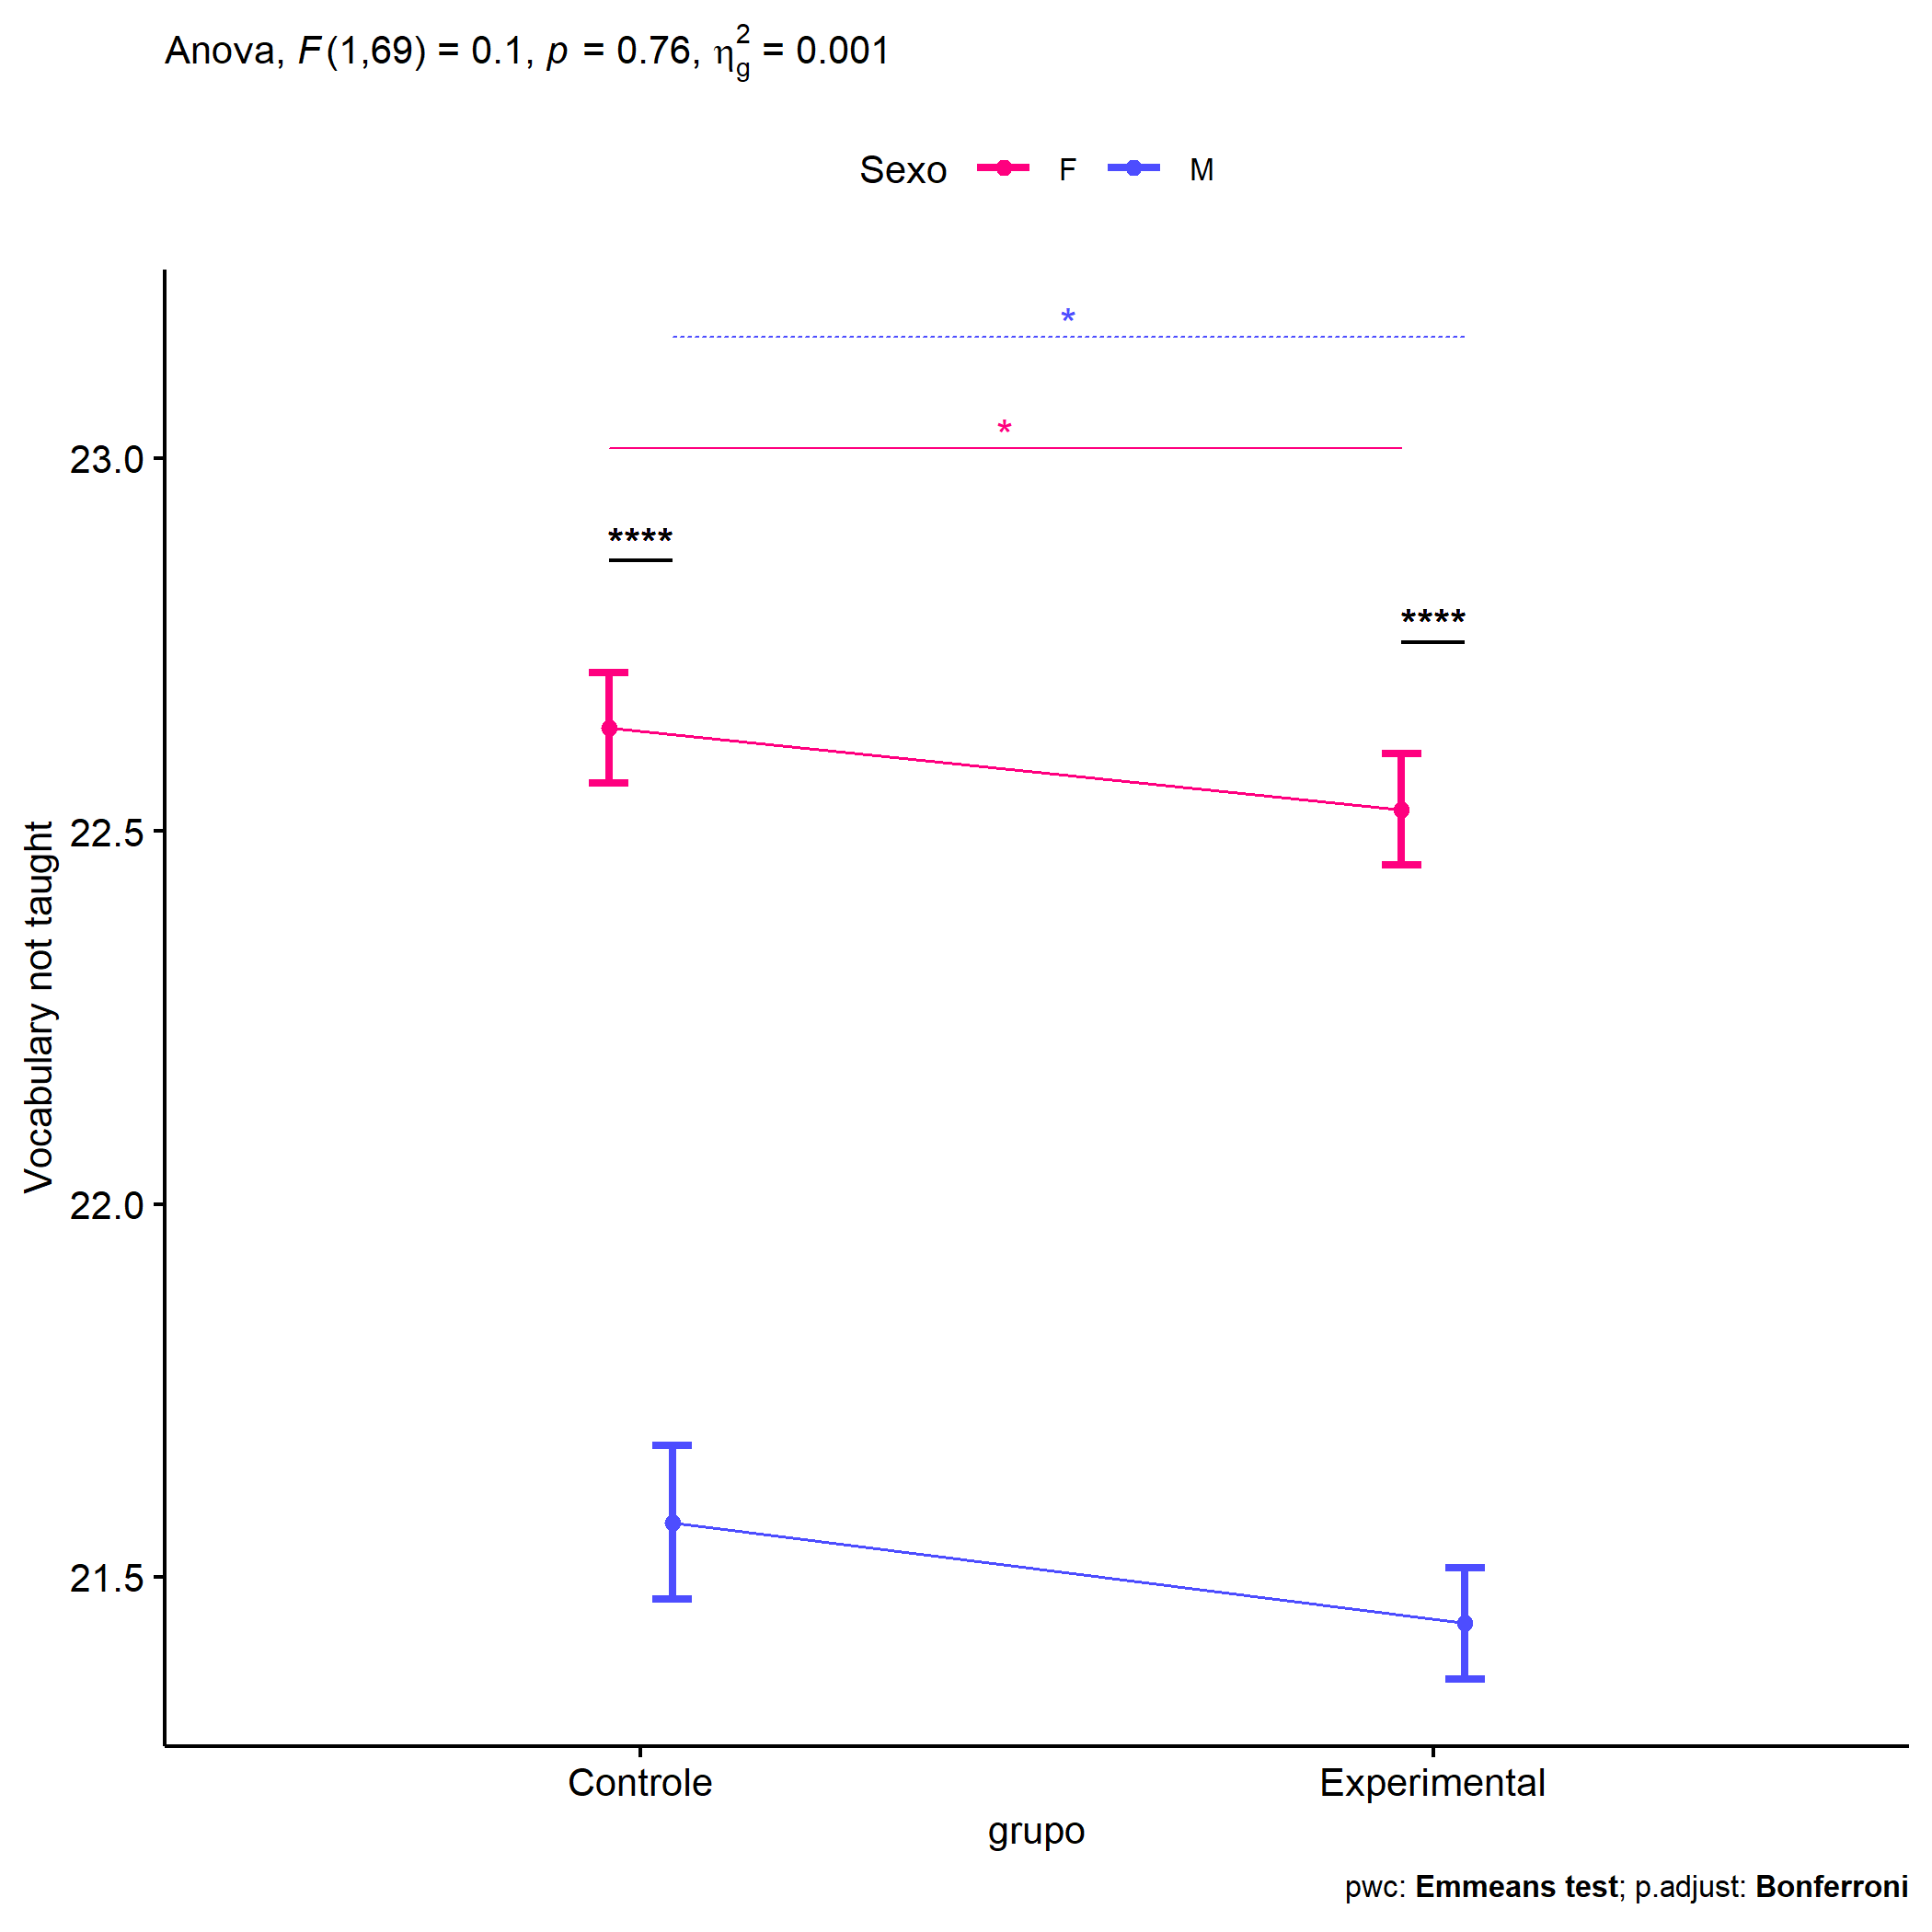 Anova, F(1,69) = 0.1, p = 0.76, η²g = 0.001
Sexo F M
*
*
****
****
23.0
22.5
22.0
21.5
Vocabulary not taught
Controle Experimental
grupo
pwc: Emmeans test; p.adjust: Bonferroni